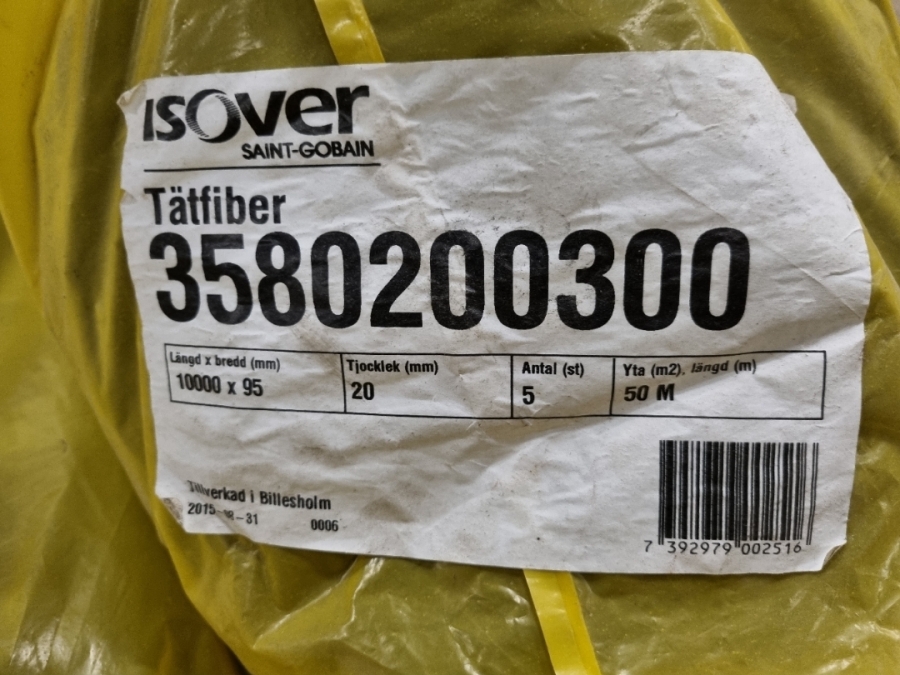 ISOVER
SAINT-GOBAIN
Tätfiber
3580200300
Längd x bredd (mm) Tjocklek (mm) Antal (st) Yta (m2), längd (m)
10000 x 95 20 5 50 M
Tillverkad i Billesholm
0006
7 392979 002516